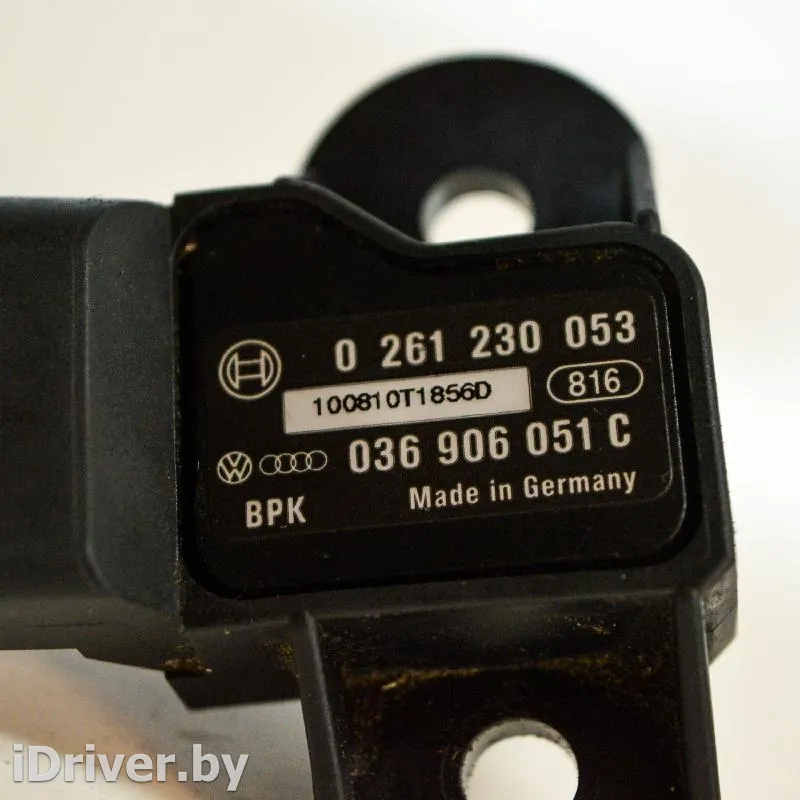 0 261 230 053
100810T1856D
816
036 906 051 C
BPK
Made in Germany
iDriver.by